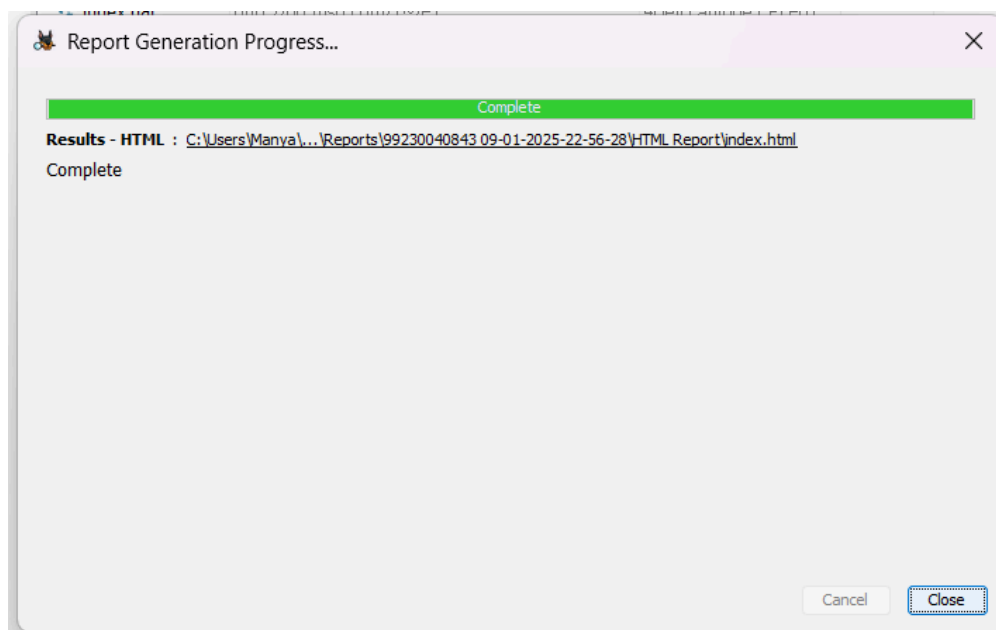 Report Generation Progress...
Complete
Results - HTML : C:\Users\Manya\...\Reports\99230040843 09-01-2025-22-56-28\HTML Report\index.html
Complete
Cancel Close